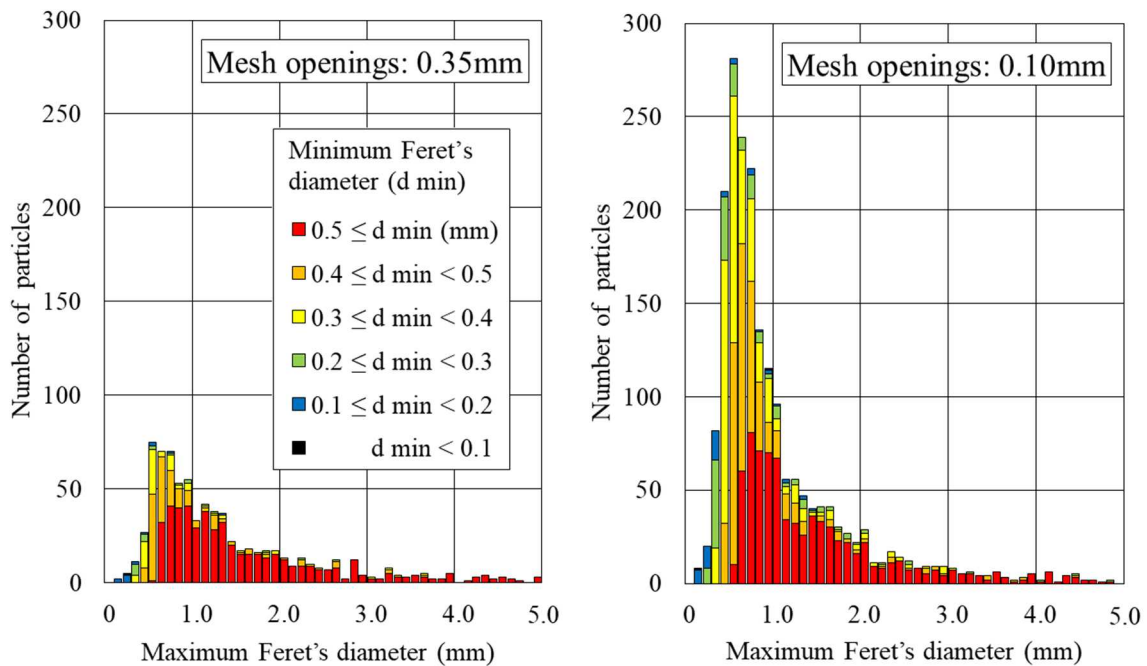 300
250
200
150
100
50
0
Number of particles
Mesh openings: 0.35mm
Minimum Feret's
diameter (d min)
0.5 ≤ d min (mm)
0.4 ≤ d min < 0.5
0.3 ≤ d min < 0.4
0.2 ≤ d min < 0.3
0.1 ≤ d min < 0.2
d min < 0.1
0.0 1.0 2.0 3.0 4.0 5.0
Maximum Feret's diameter (mm)
300
250
200
150
100
50
0
Number of particles
Mesh openings: 0.10mm
0.0 1.0 2.0 3.0 4.0 5.0
Maximum Feret's diameter (mm)